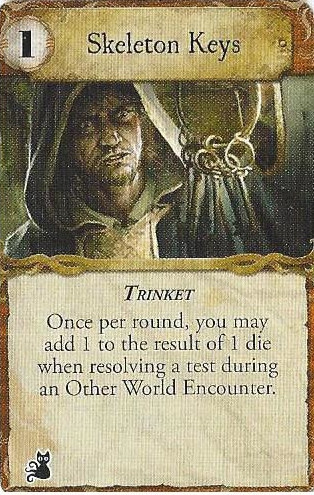 1
Skeleton Keys
TRINKET
Once per round, you may
add 1 to the result of 1 die
when resolving a test during
an Other World Encounter.